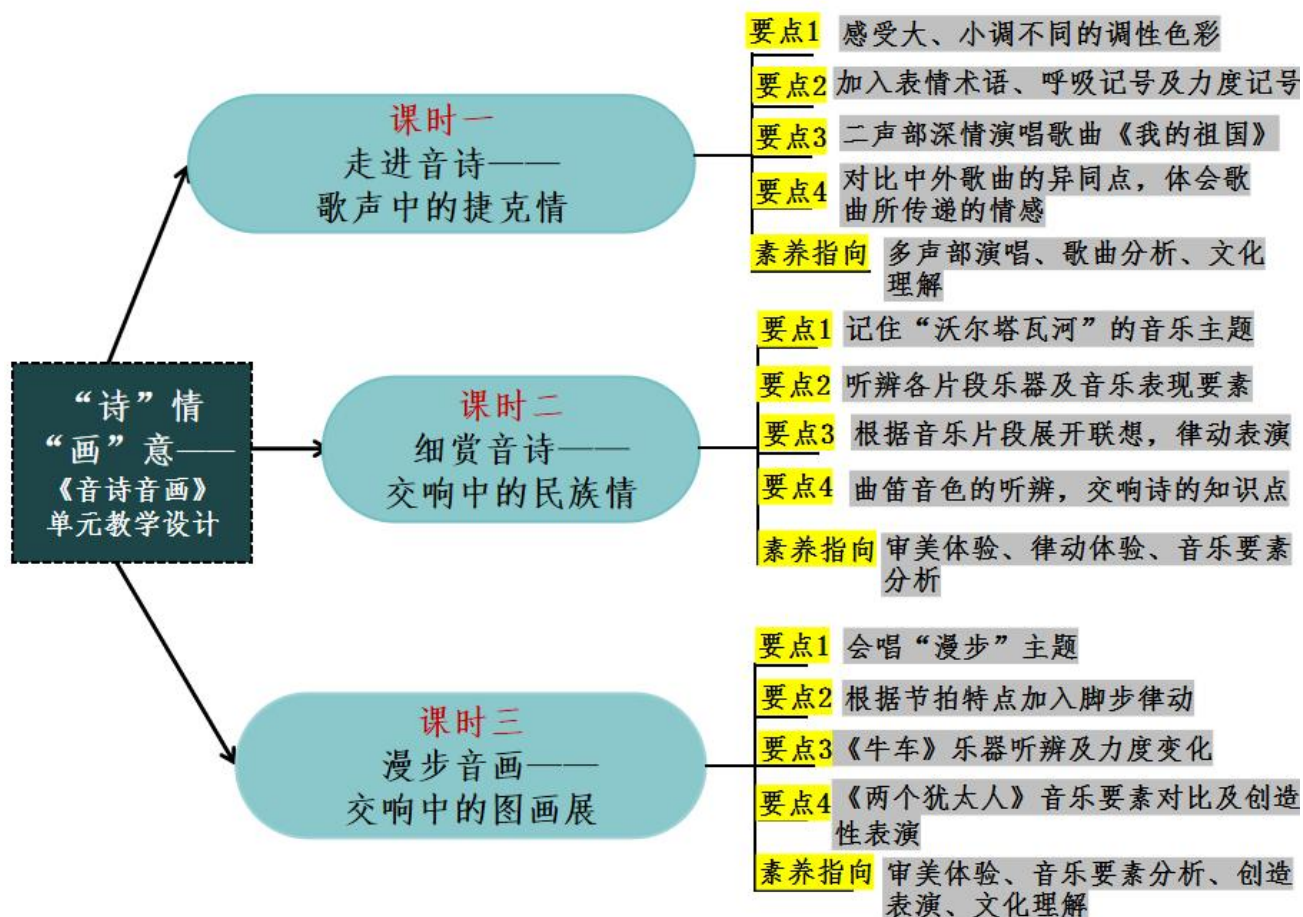 “诗”情
“画”意——
《音诗音画》
单元教学设计
课时一
走进音诗——
歌声中的捷克情
要点1 感受大、小调不同的调性色彩
要点2 加入表情术语、呼吸记号及力度记号
要点3 二声部深情演唱歌曲《我的祖国》
要点4 对比中外歌曲的异同点，体会歌
曲所传递的情感
素养指向 多声部演唱、歌曲分析、文化
理解
课时二
细赏音诗——
交响中的民族情
要点1 记住“沃尔塔瓦河”的音乐主题
要点2 听辨各片段乐器及音乐表现要素
要点3 根据音乐片段展开联想，律动表演
要点4 曲笛音色的听辨，交响诗的知识点
素养指向 审美体验、律动体验、音乐要素
分析
课时三
漫步音画——
交响中的图画展
要点1 会唱“漫步”主题
要点2 根据节拍特点加入脚步律动
要点3 《牛车》乐器听辨及力度变化
要点4 《两个犹太人》音乐要素对比及创造
性表演
素养指向 审美体验、音乐要素分析、创造
表演、文化理解